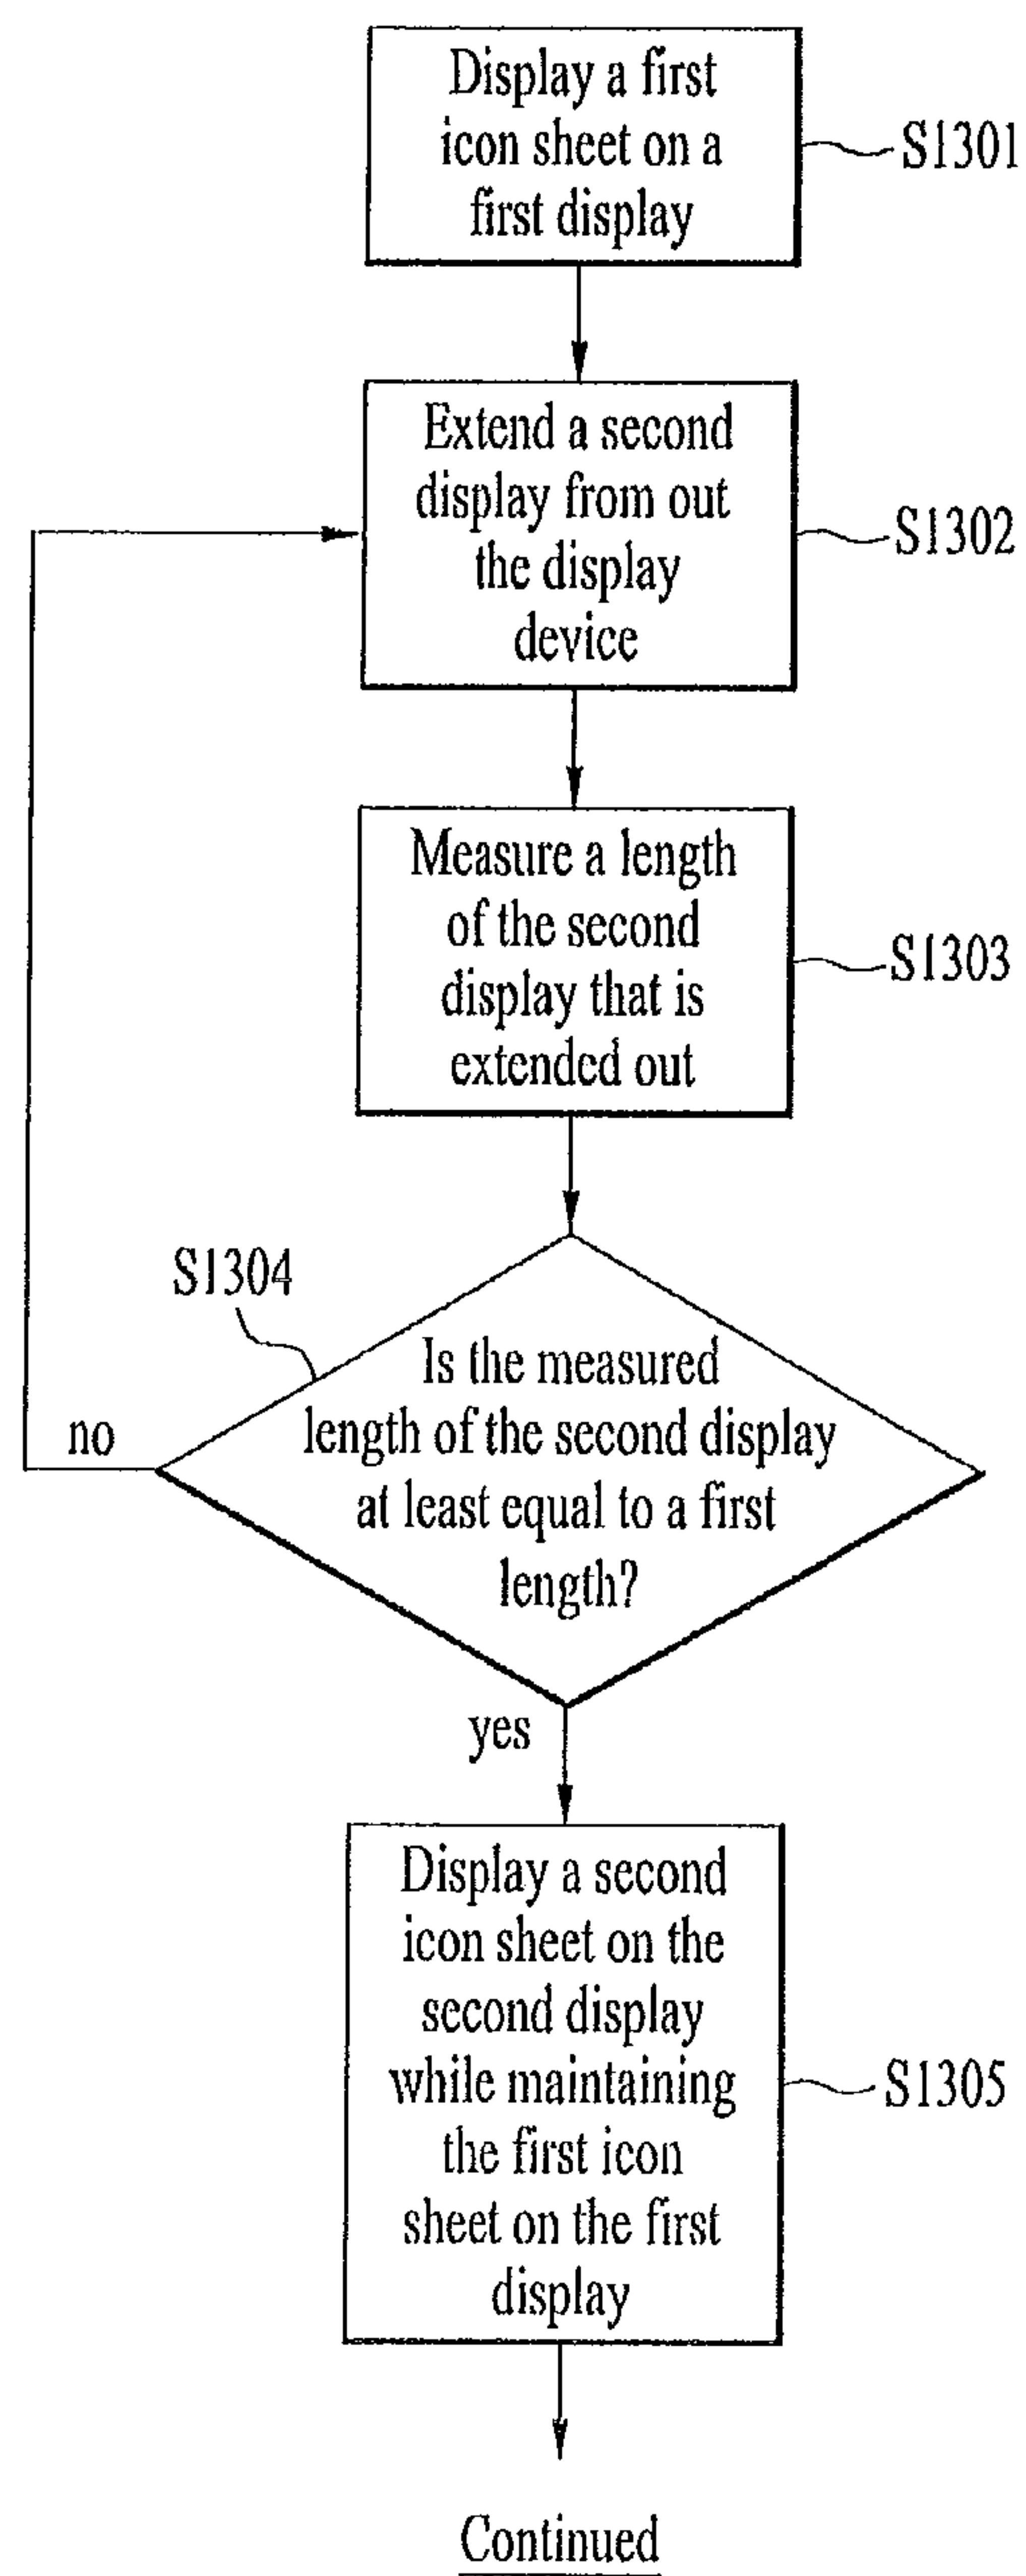 Display a first
icon sheet on a
first display
S1301
Extend a second
display from out
the display
device
S1302
Measure a length
of the second
display that is
extended out
S1303
S1304
Is the measured
length of the second display
at least equal to a first
length?
no
yes
Display a second
icon sheet on the
second display
while maintaining
the first icon
sheet on the first
display
S1305
Continued